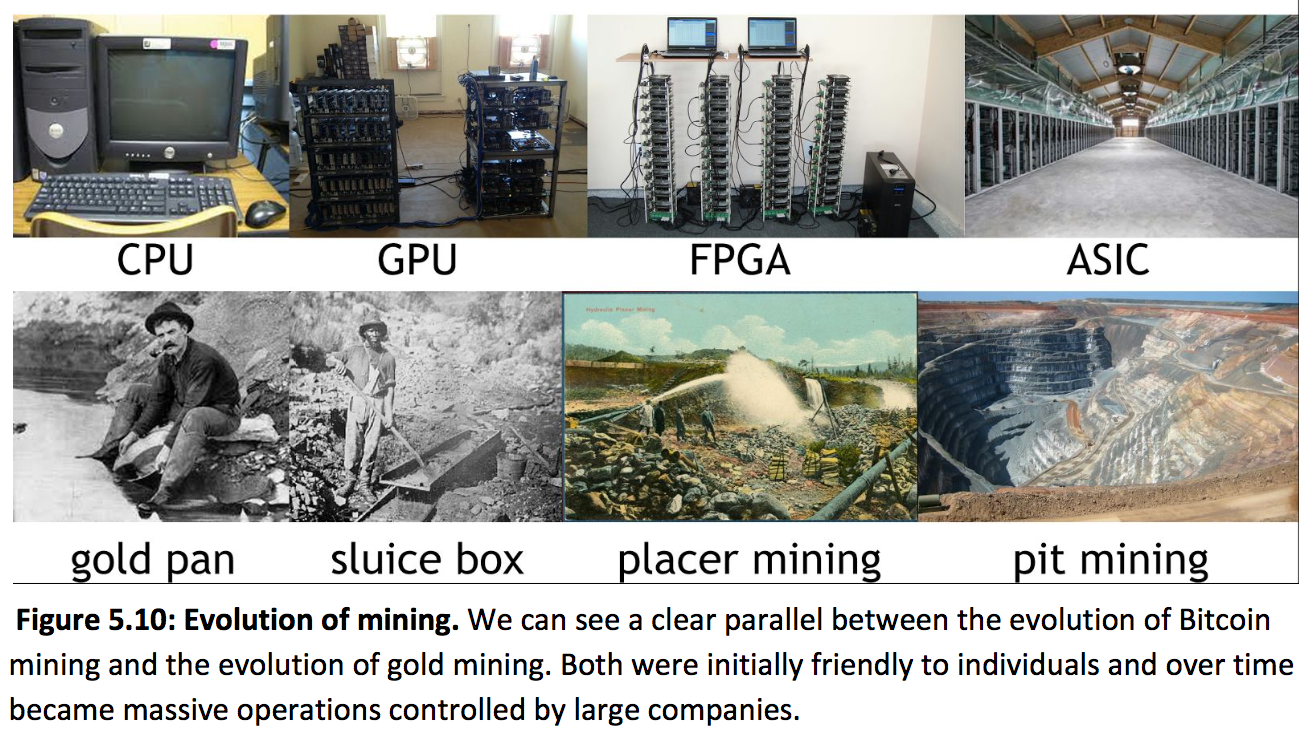 CPU
GPU
FPGA
ASIC
Hydraulic Placer Mining
gold pan
sluice box
placer mining
pit mining
Figure 5.10: Evolution of mining. We can see a clear parallel between the evolution of Bitcoin
mining and the evolution of gold mining. Both were initially friendly to individuals and over time
became massive operations controlled by large companies.